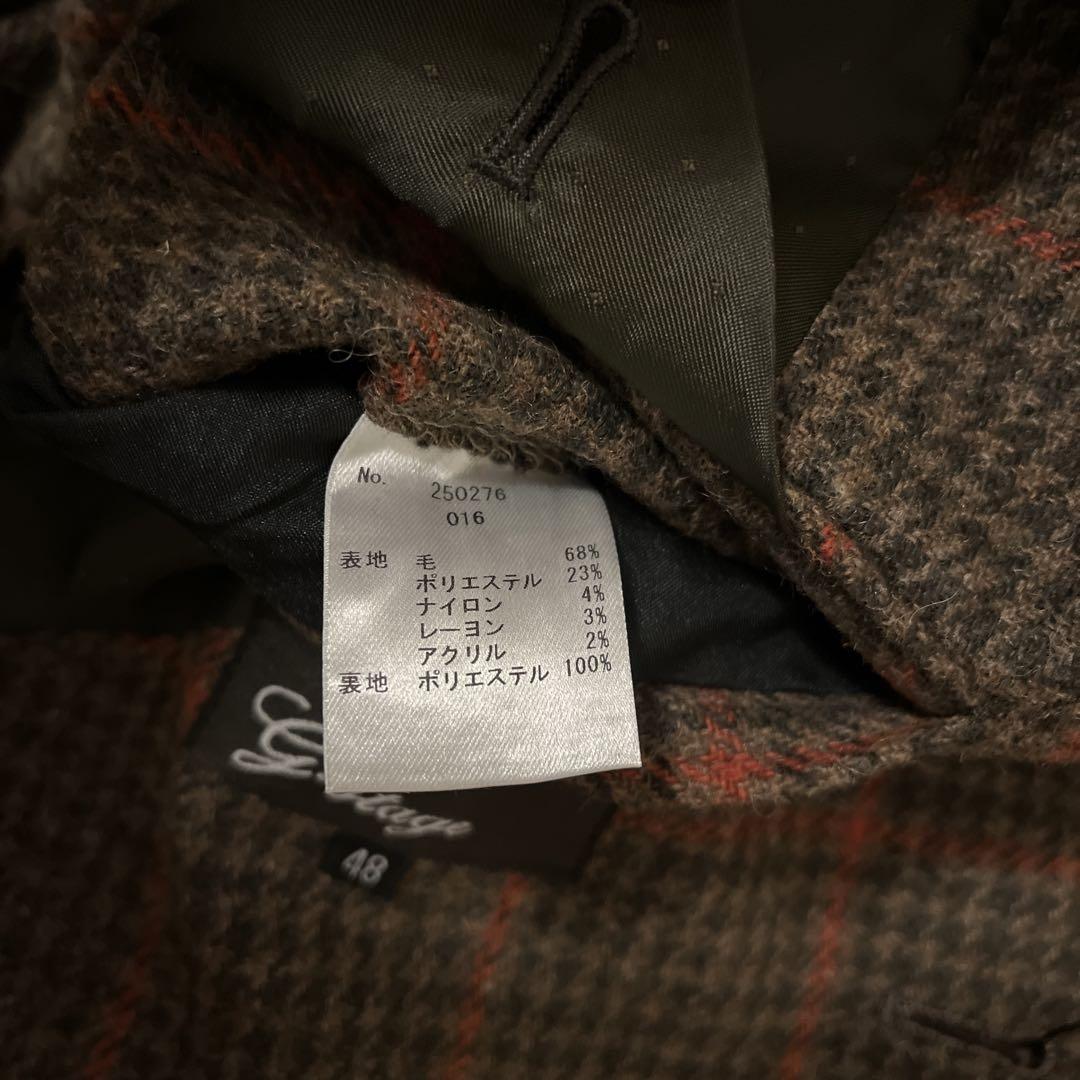 No. 250276
016
表地 毛 68%
ポリエステル 23%
ナイロン 4%
レーヨン 3%
アクリル 2%
裏地 ポリエステル 100%
48